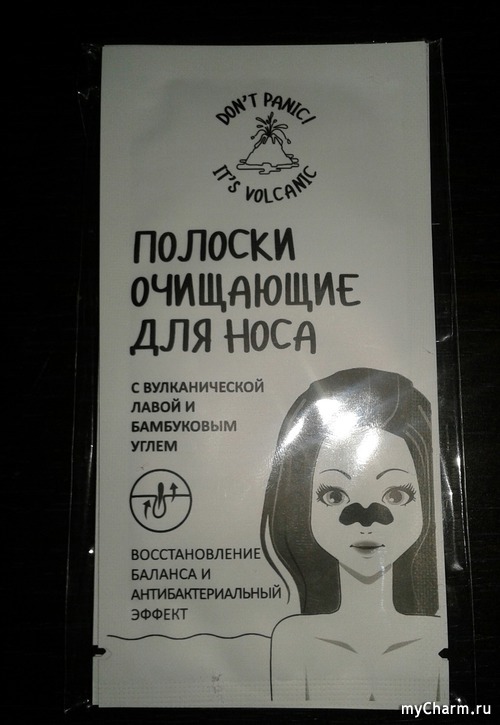 DON'T PANIC!
IT'S VOLCANIC
ПОЛОСКИ
ОЧИЩАЮЩИЕ
ДЛЯ НОСА
С ВУЛКАНИЧЕСКОЙ
ЛАВОЙ И
БАМБУКОВЫМ
УГЛЕМ
ВОССТАНОВЛЕНИЕ
БАЛАНСА И
АНТИБАКТЕРИАЛЬНЫЙ
ЭФФЕКТ
myCharm.ru